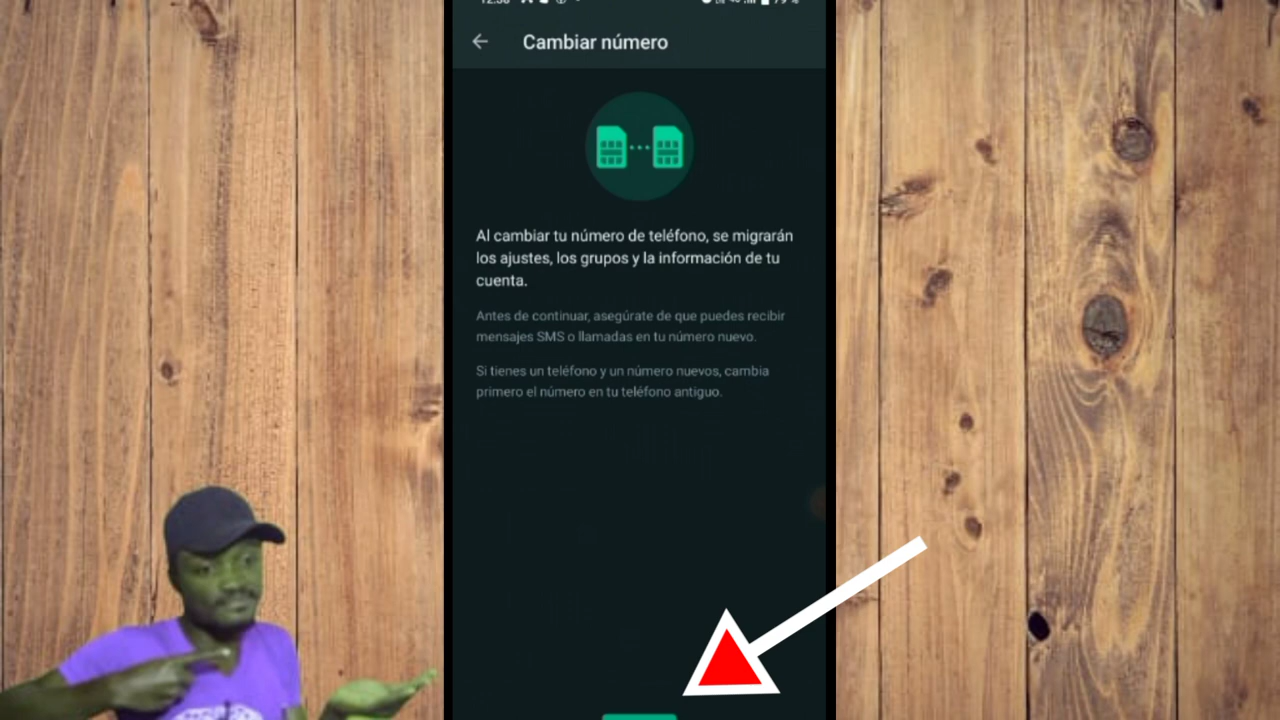 Cambiar número
Al cambiar tu número de teléfono, se migrarán
los ajustes, los grupos y la información de tu
cuenta.
Antes de continuar, asegúrate de que puedes recibir
mensajes SMS o llamadas en tu número nuevo.
Si tienes un teléfono y un número nuevos, cambia
primero el número en tu teléfono antiguo.